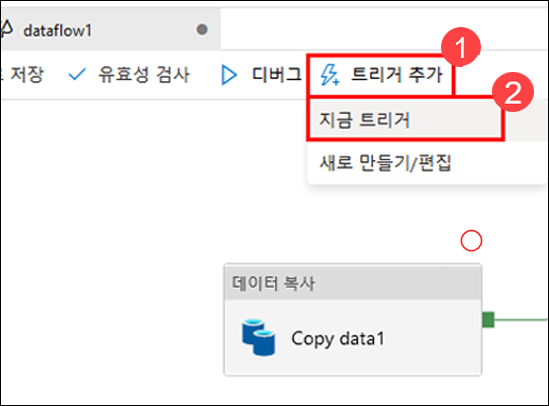 dataflow1
저장 유효성 검사 디버그 트리거 추가
1
2
지금 트리거
새로 만들기/편집
데이터 복사
Copy data1